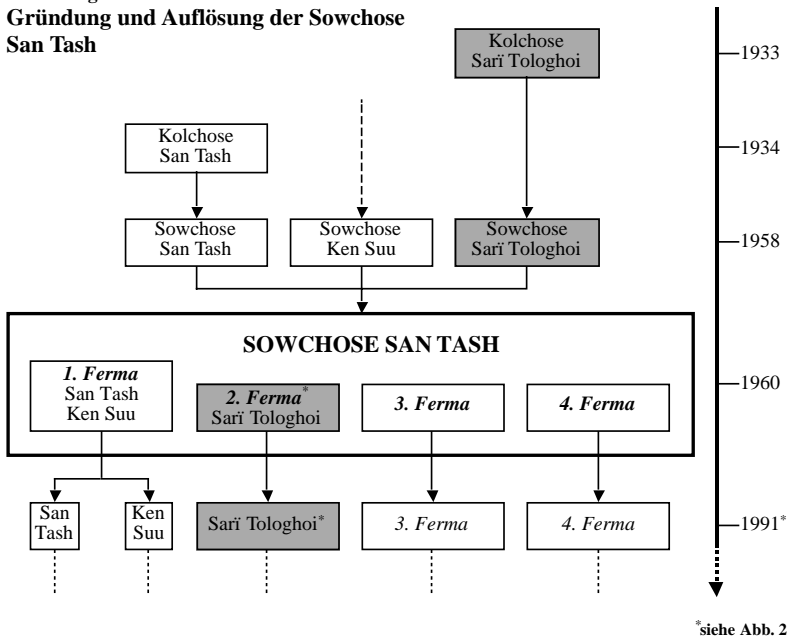 Gründung und Auflösung der Sowchose
San Tash
Kolchose
Sarï Tologhoi
1933
Kolchose
San Tash
1934
Sowchose
San Tash
Sowchose
Ken Suu
Sowchose
Sarï Tologhoi
1958
SOWCHOSE SAN TASH
1. Ferma
San Tash
Ken Suu
2. Ferma*
Sarï Tologhoi
3. Ferma
4. Ferma
1960
San
Tash
Ken
Suu
Sarï Tologhoi*
3. Ferma
4. Ferma
1991*
*siehe Abb. 2